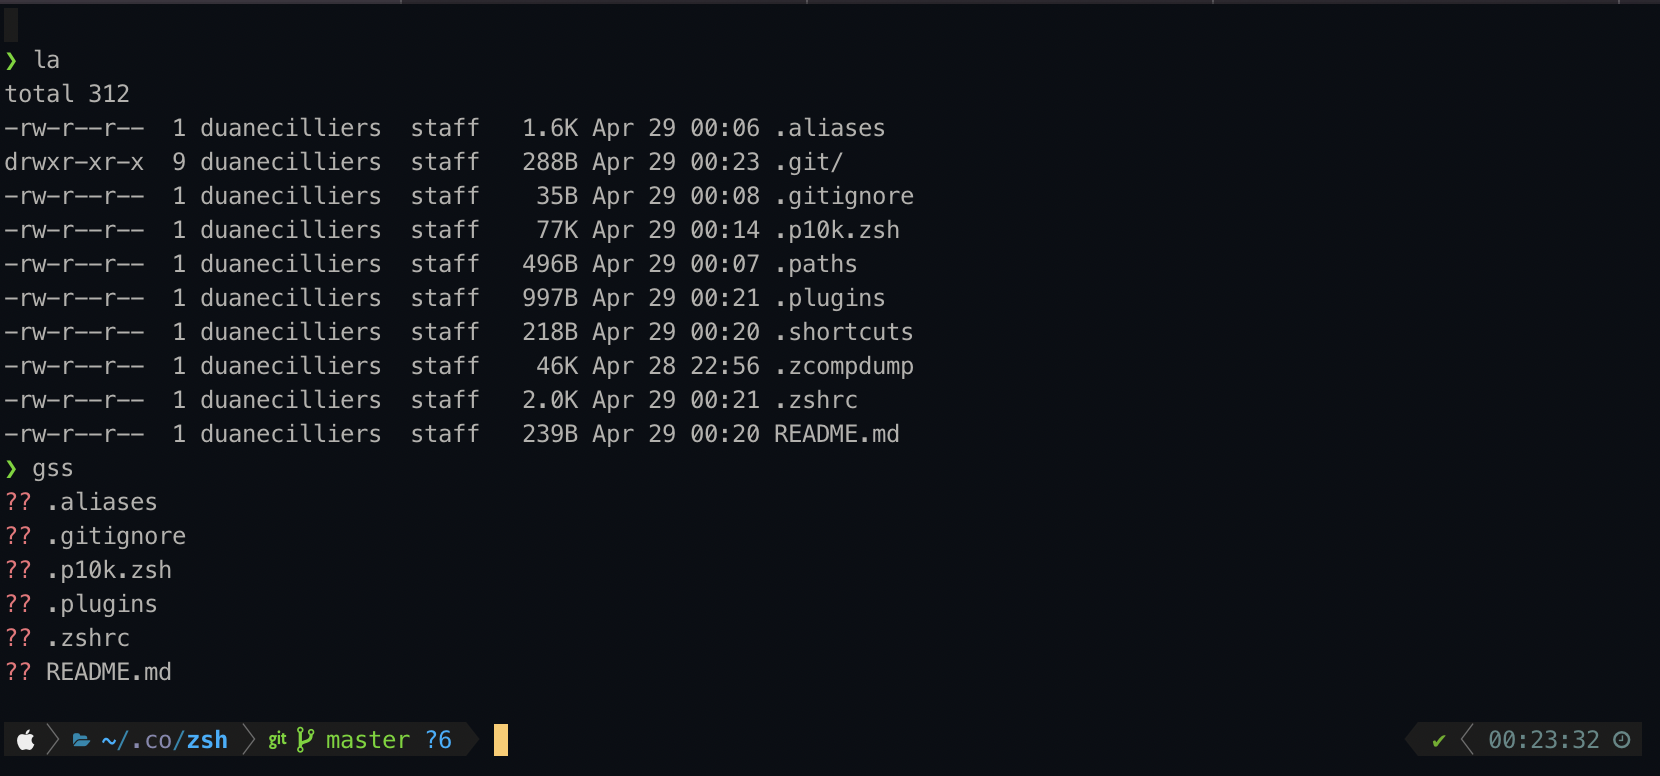 ❯ la
total 312
-rw-r--r--  1 duanecilliers  staff   1.6K Apr 29 00:06 .aliases
drwxr-xr-x  9 duanecilliers  staff   288B Apr 29 00:23 .git/
-rw-r--r--  1 duanecilliers  staff    35B Apr 29 00:08 .gitignore
-rw-r--r--  1 duanecilliers  staff    77K Apr 29 00:14 .p10k.zsh
-rw-r--r--  1 duanecilliers  staff   496B Apr 29 00:07 .paths
-rw-r--r--  1 duanecilliers  staff   997B Apr 29 00:21 .plugins
-rw-r--r--  1 duanecilliers  staff   218B Apr 29 00:20 .shortcuts
-rw-r--r--  1 duanecilliers  staff    46K Apr 28 22:56 .zcompdump
-rw-r--r--  1 duanecilliers  staff   2.0K Apr 29 00:21 .zshrc
-rw-r--r--  1 duanecilliers  staff   239B Apr 29 00:20 README.md
❯ gss
?? .aliases
?? .gitignore
?? .p10k.zsh
?? .plugins
?? .zshrc
?? README.md
~/.co/zsh git master ?6 ✔ 00:23:32